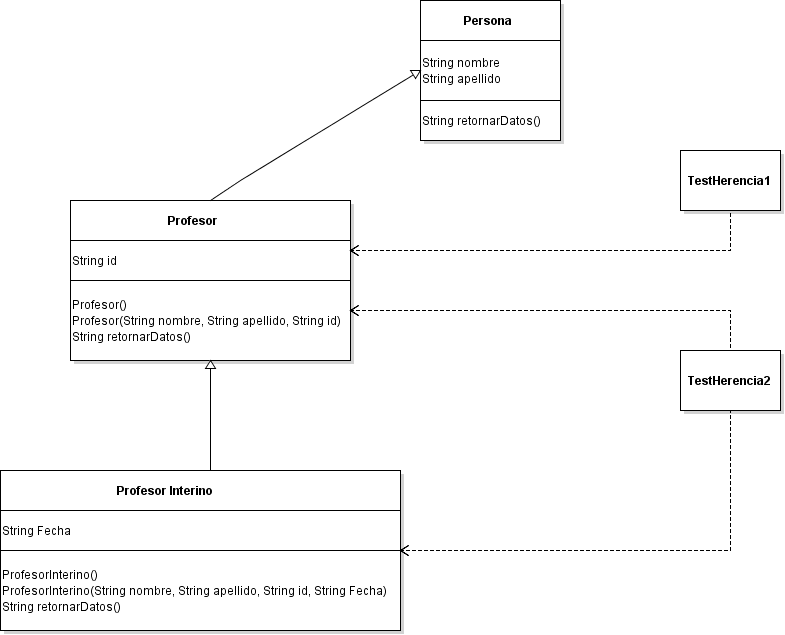 Persona
String nombre
String apellido
String retornarDatos()
TestHerencia1
Profesor
String id
Profesor()
Profesor(String nombre, String apellido, String id)
String retornarDatos()
TestHerencia2
Profesor Interino
String Fecha
ProfesorInterino()
ProfesorInterino(String nombre, String apellido, String id, String Fecha)
String retornarDatos()